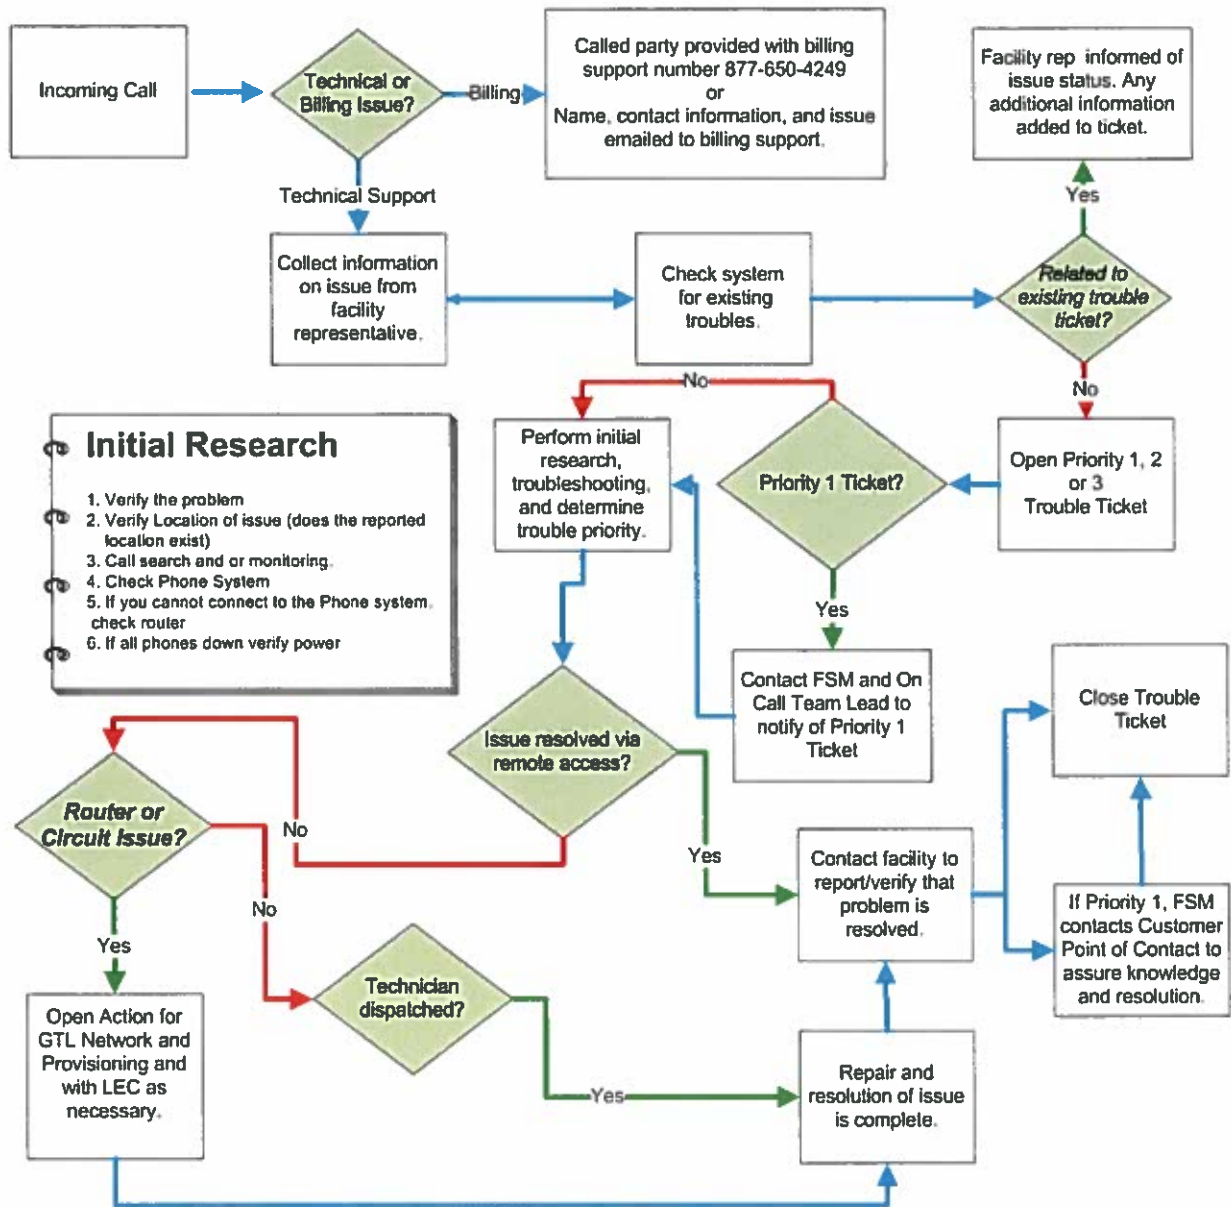 Incoming Call
Technical or
Billing Issue?
Billing
Called party provided with billing
support number 877-650-4249
or
Name, contact information, and issue
emailed to billing support.
Facility rep informed of
issue status. Any
additional information
added to ticket.
Yes
Technical Support
Collect information
on issue from
facility
representative.
Check system
for existing
troubles.
Related to
existing trouble
ticket?
No
No
Initial Research
1. Verify the problem
2. Verify Location of issue (does the reported
location exist)
3. Call search and or monitoring.
4. Check Phone System
5. If you cannot connect to the Phone system,
check router
6. If all phones down verify power
Perform initial
research,
troubleshooting,
and determine
trouble priority.
Priority 1 Ticket?
Open Priority 1, 2
or 3
Trouble Ticket
Yes
Contact FSM and On
Call Team Lead to
notify of Priority 1
Ticket
Close Trouble
Ticket
Issue resolved via
remote access?
Router or
Circuit Issue?
No
Yes
No
Contact facility to
report/verify that
problem is
resolved.
If Priority 1, FSM
contacts Customer
Point of Contact to
assure knowledge
and resolution.
Yes
Technician
dispatched?
Open Action for
GTL Network and
Provisioning and
with LEC as
necessary.
Yes
Repair and
resolution of issue
is complete.